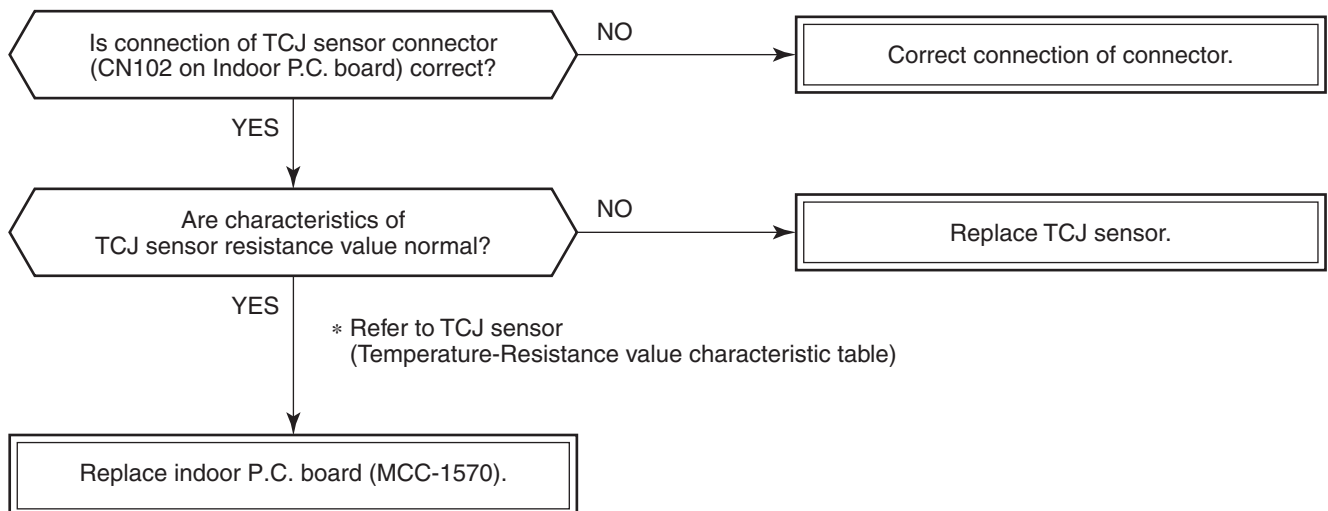 Is connection of TCJ sensor connector
(CN102 on Indoor P.C. board) correct?
NO
Correct connection of connector.
YES
Are characteristics of
TCJ sensor resistance value normal?
NO
Replace TCJ sensor.
YES
* Refer to TCJ sensor
(Temperature-Resistance value characteristic table)
Replace indoor P.C. board (MCC-1570).